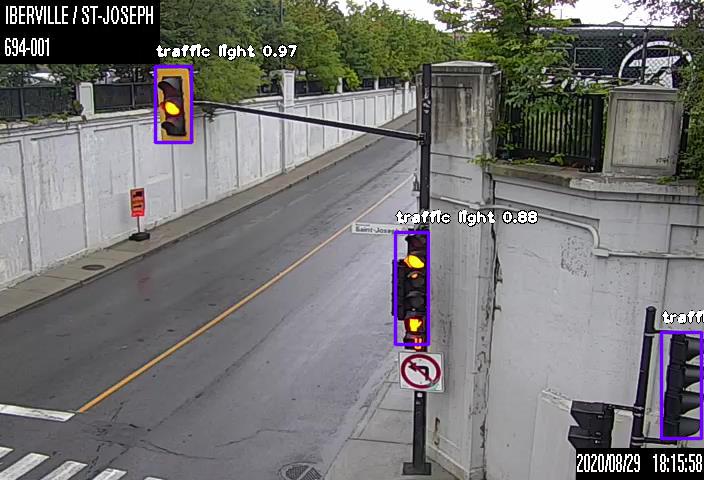 IBERVILLE / ST-JOSEPH
694-001
traffic light 0.97
traffic light 0.88
Saint-Joseph
traff
2020/08/29 18:15:58